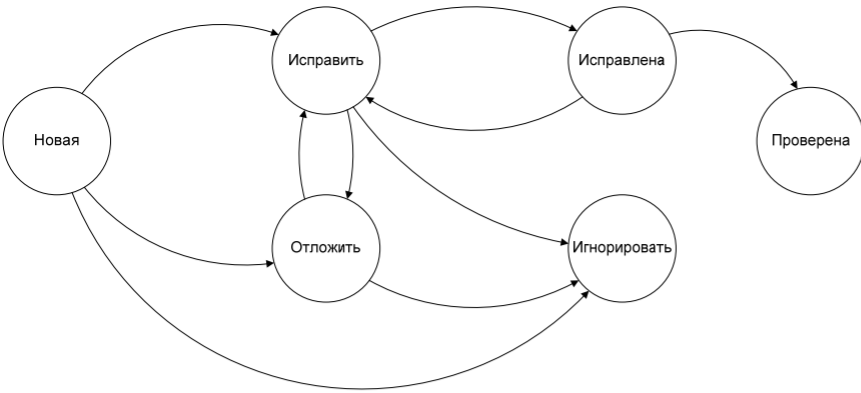 Исправить
Исправлена
Новая
Проверена
Отложить
Игнорировать